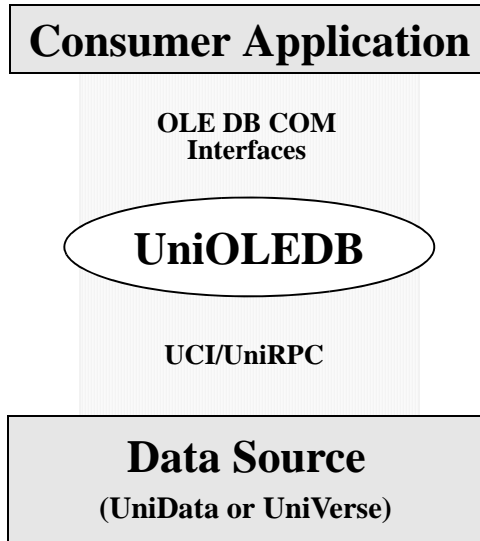 Consumer Application
OLE DB COM
Interfaces
UniOLEDB
UCI/UniRPC
Data Source
(UniData or UniVerse)